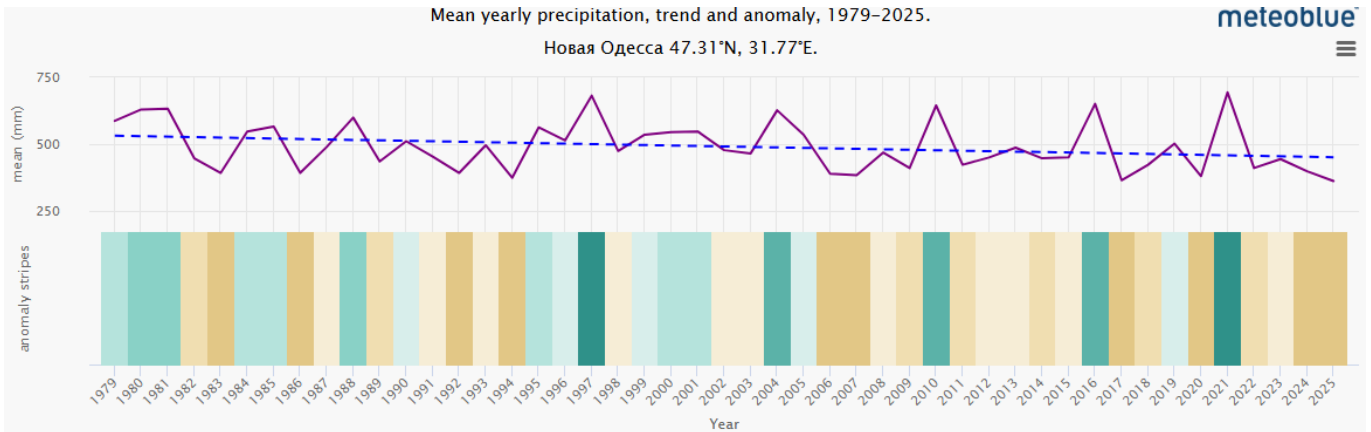 Mean yearly precipitation, trend and anomaly, 1979–2025.
meteoblue
Новая Одесса 47.31°N, 31.77°E.
750
500
250
mean (mm)
anomaly stripes
1979 1980 1981 1982 1983 1984 1985 1986 1987 1988 1989 1990 1991 1992 1993 1994 1995 1996 1997 1998 1999 2000 2001 2002 2003 2004 2005 2006 2007 2008 2009 2010 2011 2012 2013 2014 2015 2016 2017 2018 2019 2020 2021 2022 2023 2024 2025
Year